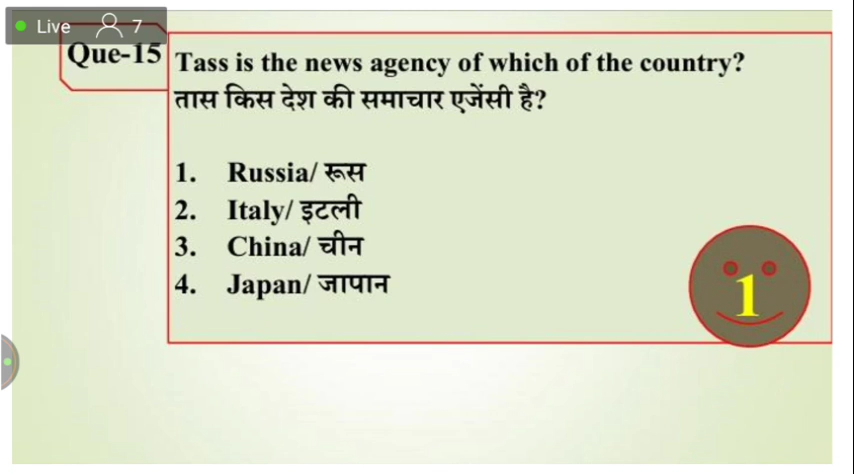 Live 7
Que-15
Tass is the news agency of which of the country?
तास किस देश की समाचार एजेंसी है?
1. Russia/ रूस
2. Italy/ इटली
3. China/ चीन
4. Japan/ जापान
1